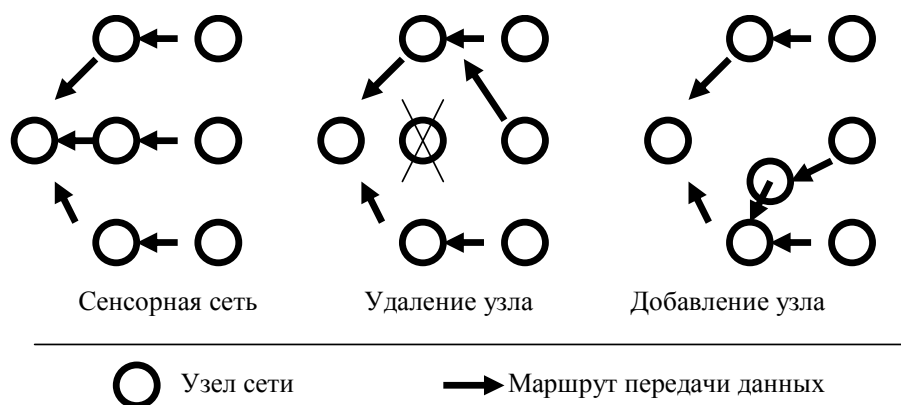 Сенсорная сеть Удаление узла Добавление узла
Узел сети Маршрут передачи данных